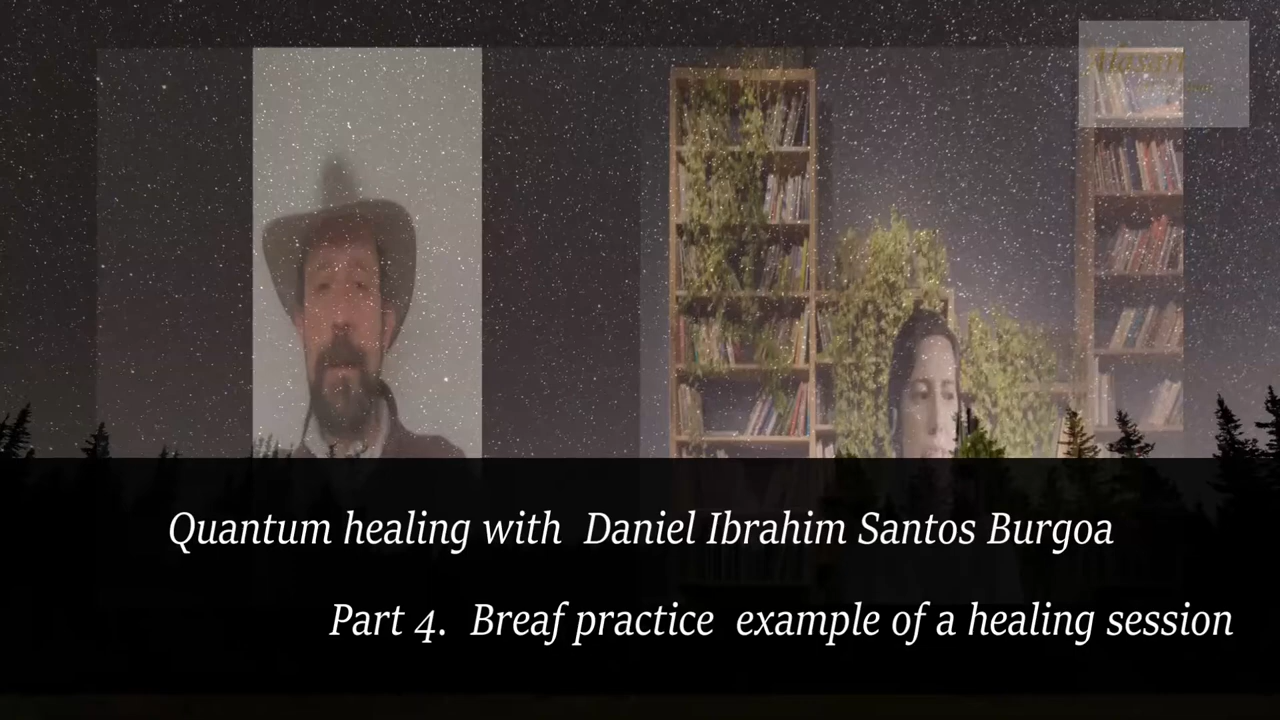 Quantum healing with Daniel Ibrahim Santos Burgoa
Part 4. Breaf practice example of a healing session